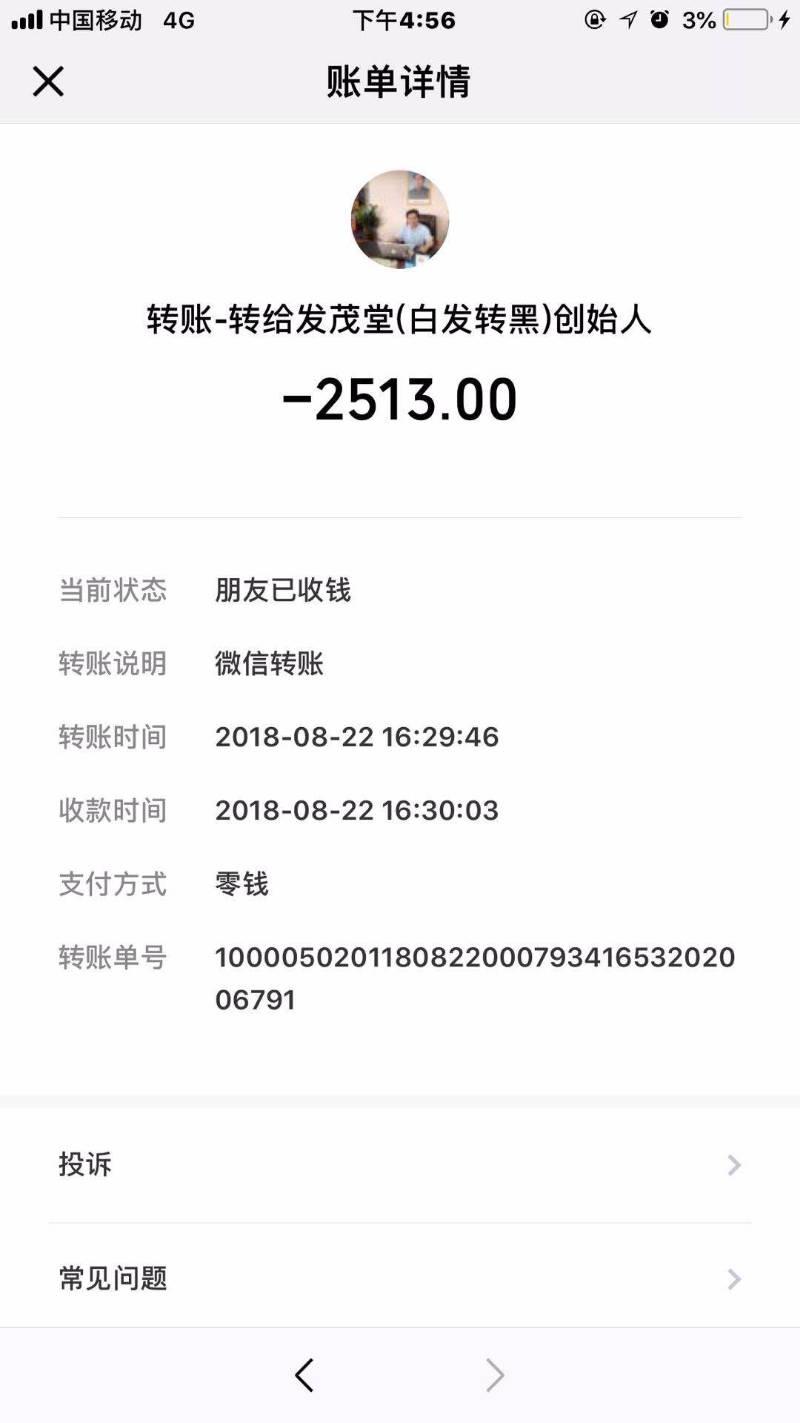 中国移动 4G 下午4:56 3%
账单详情
转账-转给发茂堂(白发转黑)创始人
-2513.00
当前状态 朋友已收钱
转账说明 微信转账
转账时间 2018-08-22 16:29:46
收款时间 2018-08-22 16:30:03
支付方式 零钱
转账单号 1000050201180822000793416532020
06791
投诉
常见问题